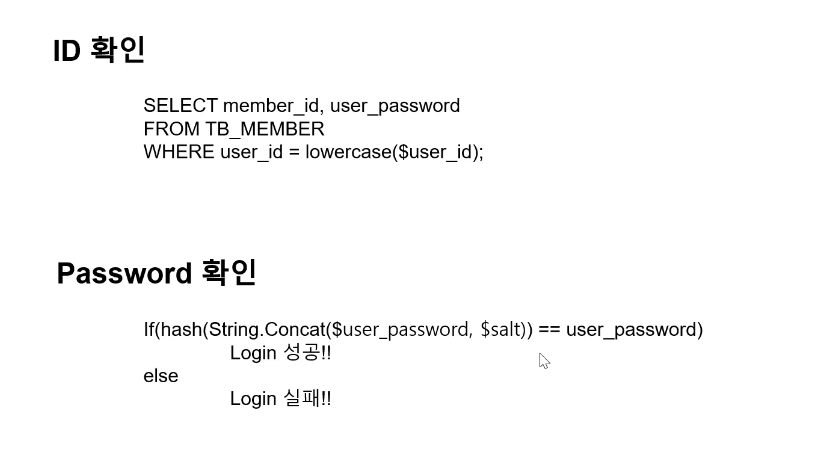 ID 확인
SELECT member_id, user_password
FROM TB_MEMBER
WHERE user_id = lowercase($user_id);
Password 확인
If(hash(String.Concat($user_password, $salt)) == user_password)
Login 성공!!
else
Login 실패!!